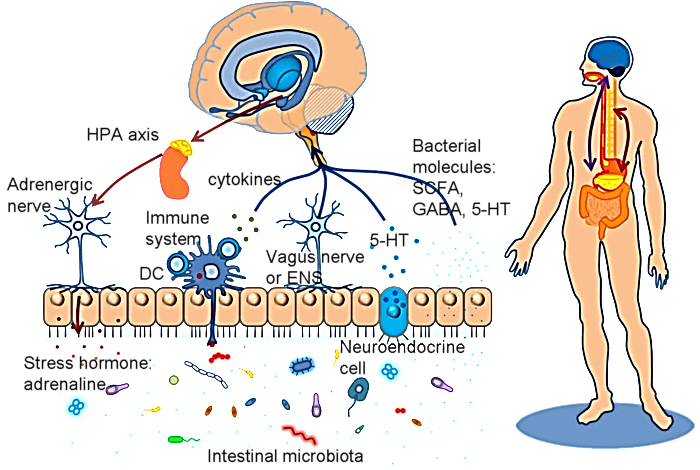 HPA axis
Adrenergic
nerve
cytokines
Bacterial
molecules:
SCFA,
GABA, 5-HT
Immune
system
DC
Vagus nerve
or ENS
5-HT
Stress hormone:
adrenaline
Neuroendocrine
cell
Intestinal microbiota